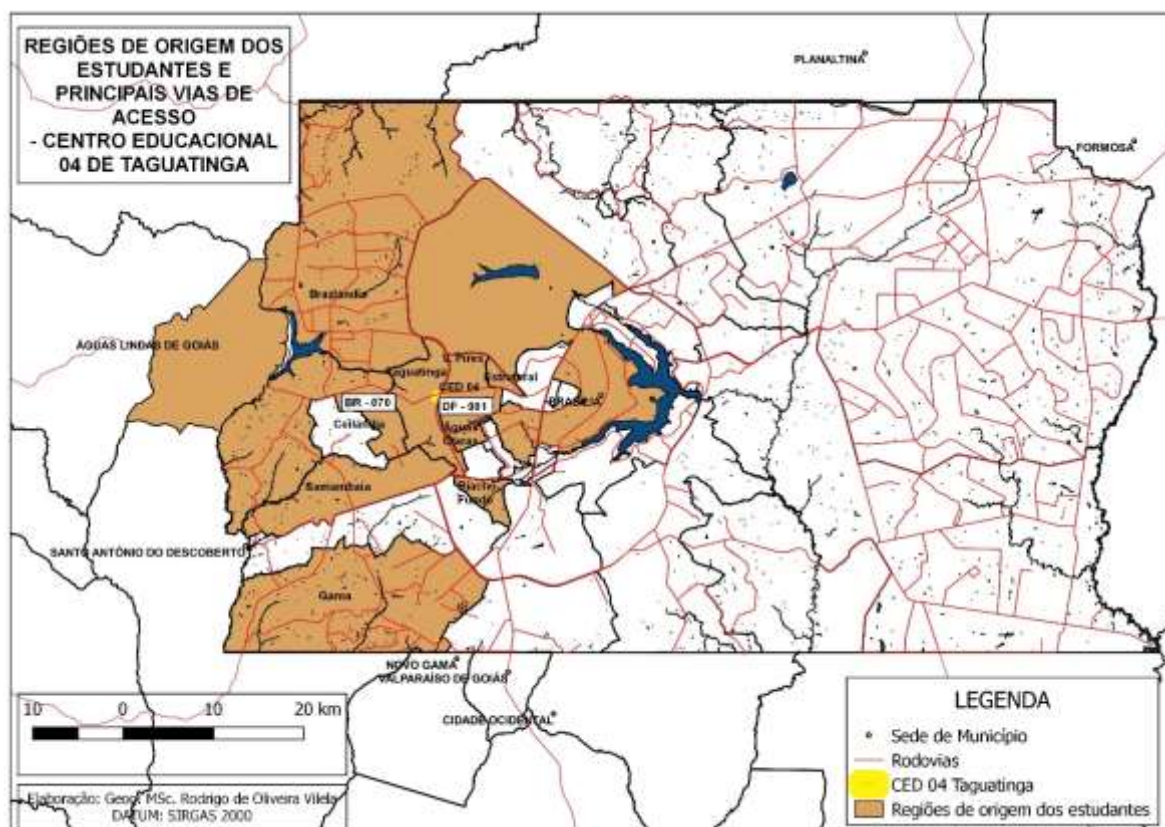 REGIÕES DE ORIGEM DOS
ESTUDANTES E
PRINCIPAIS VIAS DE
ACESSO
- CENTRO EDUCACIONAL
04 DE TAGUATINGA
PLANALTINA
FORMOSA
Brazlândia
ÁGUAS LINDAS DE GOIÁS
V. Pires
Taguatinga
Estrutural
CED 04
BR - 070
DF - 001
BRASÍLIA
Ceilândia
Águas
Claras
Samambaia
Riacho
Fundo
SANTO ANTÔNIO DO DESCOBERTO
Gama
NOVO GAMA
VALPARAÍSO DE GOIÁS
CIDADE OCIDENTAL
10 0 10 20 km
Elaboração: Geog. MSc. Rodrigo de Oliveira Vilela
DATUM: SIRGAS 2000
LEGENDA
Sede de Município
Rodovias
CED 04 Taguatinga
Regiões de origem dos estudantes